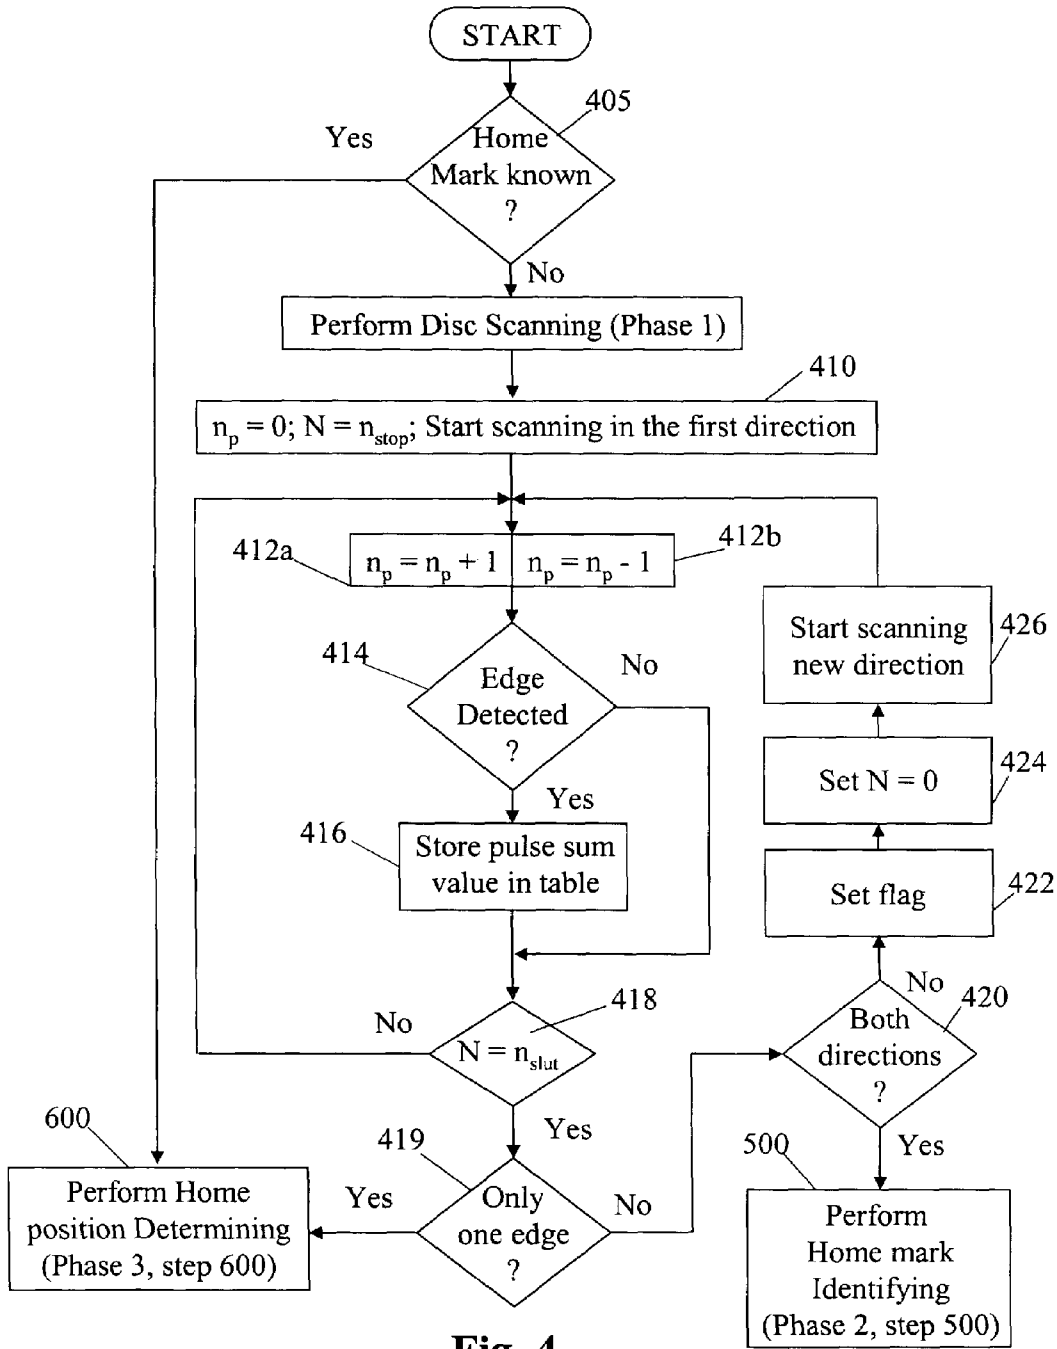 START
405
Yes
Home
Mark known
?
No
Perform Disc Scanning (Phase 1)
410
n_p = 0; N = n_stop; Start scanning in the first direction
412a
n_p = n_p + 1
n_p = n_p - 1
412b
414
Edge
Detected
?
No
Yes
416
Store pulse sum
value in table
418
No
N = n_slut
Yes
419
Only
one edge
?
Yes
No
600
Perform Home
position Determining
(Phase 3, step 600)
Start scanning
new direction
426
Set N = 0
424
Set flag
422
No
420
Both
directions
?
Yes
500
Perform
Home mark
Identifying
(Phase 2, step 500)
Fig. 4